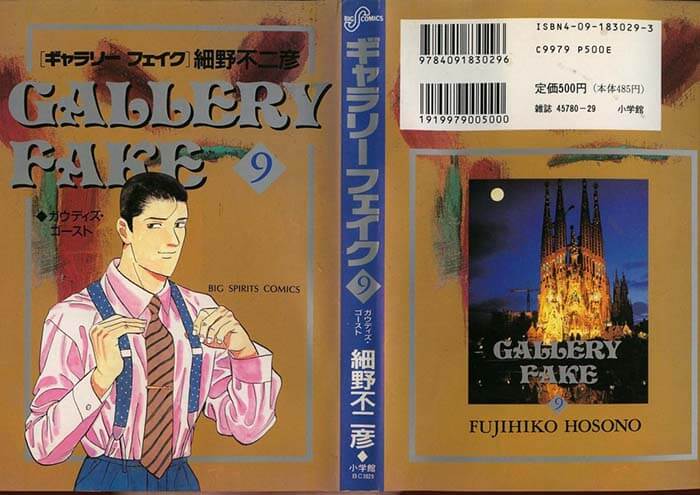 [ギャラリー フェイク] 細野不二彦
GALLERY
FAKE 9
◆ガウディズ・
ゴースト
BIG SPIRITS COMICS
BIG COMICS
ギャラリーフェイク
9
ガウディズ・
ゴースト
細野不二彦
小学館
BC3829
9784091830296
1919979005000
ISBN4-09-183029-3
C9979 P500E
定価500円(本体485円)
雑誌 45780-29 小学館
GALLERY
FAKE
9
FUJIHIKO HOSONO